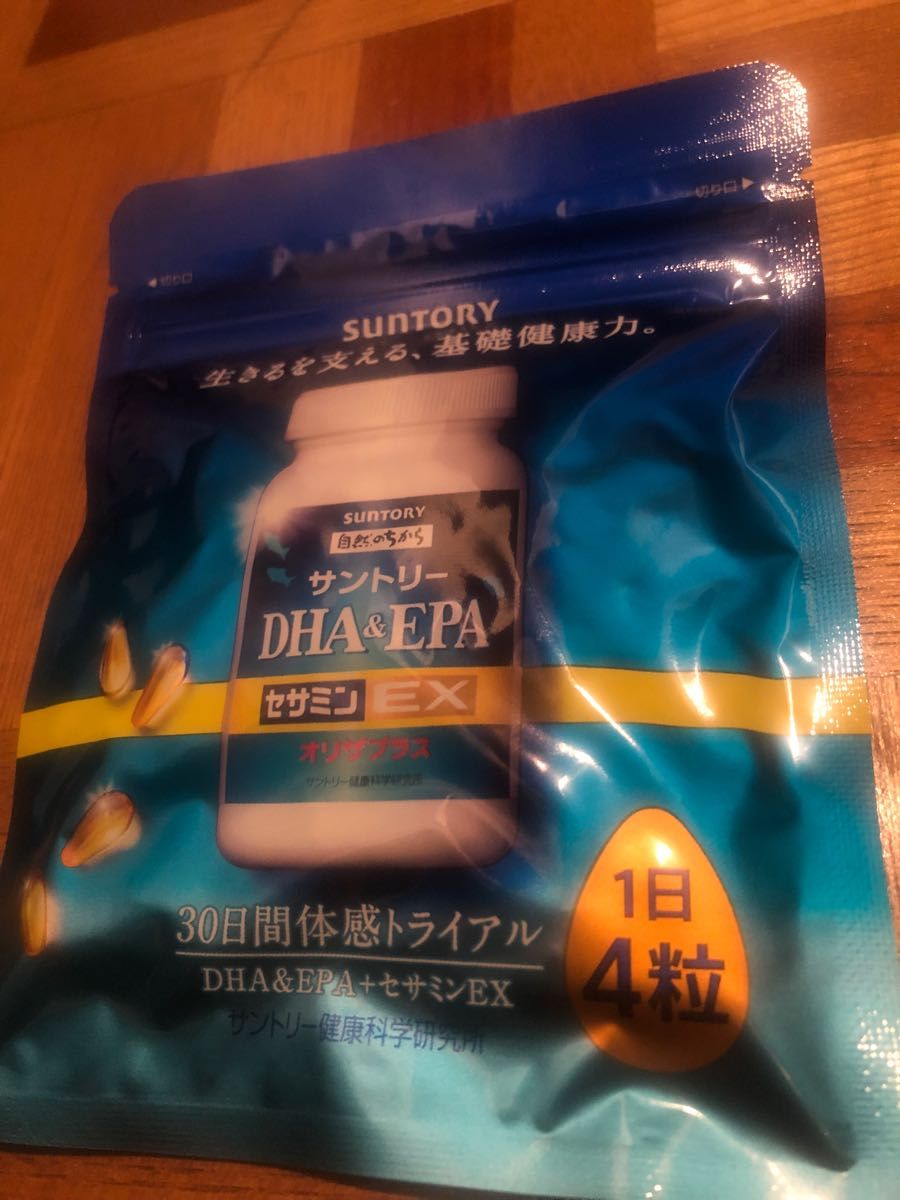 切り口▶
◀切り口
SUNTORY
生きるを支える、基礎健康力。
SUNTORY
自然のちから
サントリー
DHA&EPA
セサミンEX
オリザプラス
サントリー健康科学研究所
30日間体感トライアル
DHA&EPA+セサミンEX
サントリー健康科学研究所
1日
4粒